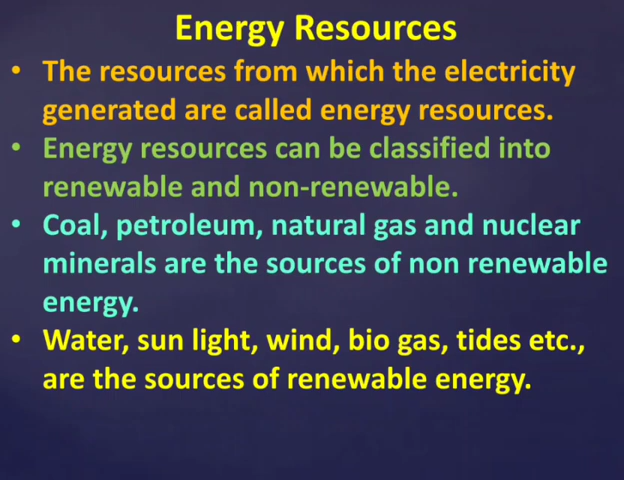 Energy Resources
• The resources from which the electricity
generated are called energy resources.
• Energy resources can be classified into
renewable and non-renewable.
• Coal, petroleum, natural gas and nuclear
minerals are the sources of non renewable
energy.
• Water, sun light, wind, bio gas, tides etc.,
are the sources of renewable energy.